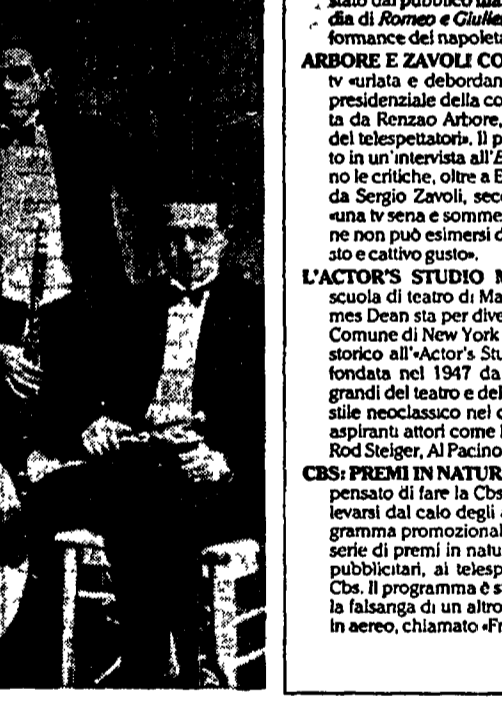 stato dal pubblico
dia di Romeo e Giulie
formance del napoleta
ARBORE E ZAVOLI CO
tv «urlata e debordan
presidenziale della co
ta da Renzao Arbore,
dei telespettatori». Il p
to in un'intervista all'E
no le critiche, oltre a E
da Sergio Zavoli, seco
«una tv seria e somme
ne non può esimersi d
sto e cattivo gusto».
L'ACTOR'S STUDIO M
scuola di teatro di Ma
mes Dean sta per dive
Comune di New York
storico all'«Actor's Stu
fondata nel 1947 da
grandi del teatro e del
stile neoclassico nel c
aspiranti attori come
Rod Steiger, Al Pacino
CBS: PREMI IN NATUR
pensato di fare la Cbs
levarsi dal calo degli
gramma promozional
serie di premi in natu
pubblicitari, ai telesp
Cbs. Il programma è s
la falsanga di un altro
in aereo, chiamato «Fr